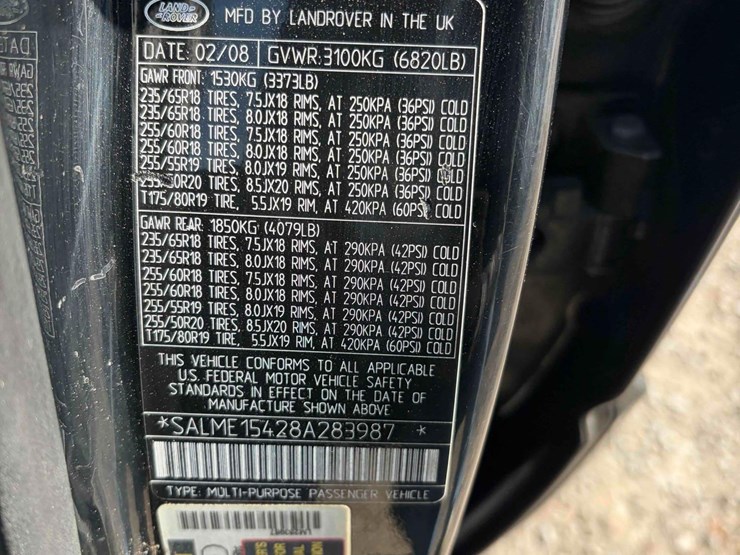 LAND-
-ROVER
MFD BY LANDROVER IN THE UK
DATE: 02/08 GVWR:3100KG (6820LB)
GAWR FRONT: 1530KG (3373LB)
235/65R18 TIRES, 7.5JX18 RIMS, AT 250KPA (36PSI) COLD
235/65R18 TIRES, 8.0JX18 RIMS, AT 250KPA (36PSI) COLD
255/60R18 TIRES, 7.5JX18 RIMS, AT 250KPA (36PSI) COLD
255/60R18 TIRES, 8.0JX18 RIMS, AT 250KPA (36PSI) COLD
255/55R19 TIRES, 8.0JX19 RIMS, AT 250KPA (36PSI) COLD
255/50R20 TIRES, 8.5JX20 RIMS, AT 250KPA (36PSI) COLD
T175/80R19 TIRE, 5.5JX19 RIM, AT 420KPA (60PSI) COLD
GAWR REAR: 1850KG (4079LB)
235/65R18 TIRES, 7.5JX18 RIMS, AT 290KPA (42PSI) COLD
235/65R18 TIRES, 8.0JX18 RIMS, AT 290KPA (42PSI) COLD
255/60R18 TIRES, 7.5JX18 RIMS, AT 290KPA (42PSI) COLD
255/60R18 TIRES, 8.0JX18 RIMS, AT 290KPA (42PSI) COLD
255/55R19 TIRES, 8.0JX19 RIMS, AT 290KPA (42PSI) COLD
255/50R20 TIRES, 8.5JX20 RIMS, AT 290KPA (42PSI) COLD
T175/80R19 TIRE, 5.5JX19 RIM, AT 420KPA (60PSI) COLD
THIS VEHICLE CONFORMS TO ALL APPLICABLE
U.S. FEDERAL MOTOR VEHICLE SAFETY
STANDARDS IN EFFECT ON THE DATE OF
MANUFACTURE SHOWN ABOVE
*SALME15428A283987 *
TYPE: MULTI-PURPOSE PASSENGER VEHICLE